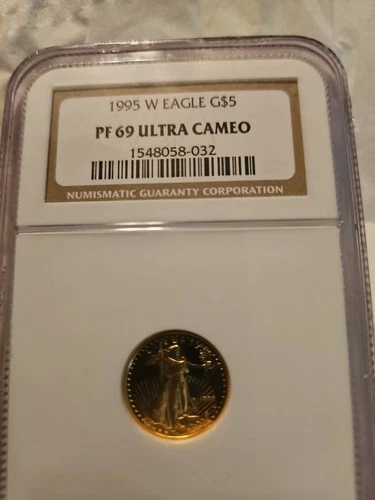 1995 W EAGLE G$5
PF 69 ULTRA CAMEO
1548058-032
NUMISMATIC GUARANTY CORPORATION